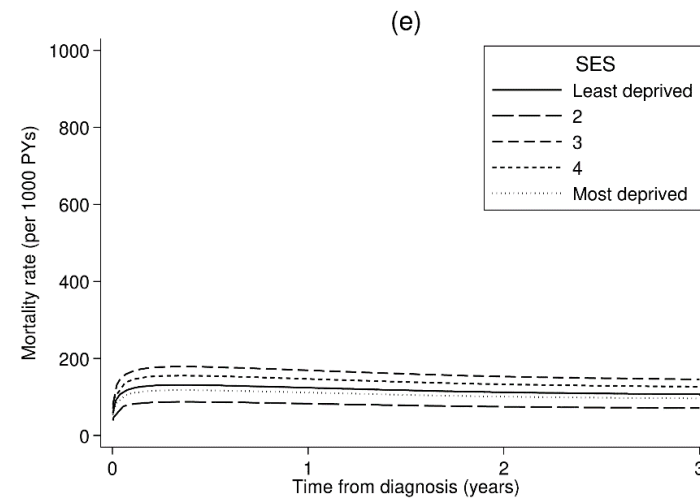 (e)
Mortality rate (per 1000 PYs)
1000
800
600
400
200
0
SES
Least deprived
2
3
4
Most deprived
0 1 2 3
Time from diagnosis (years)